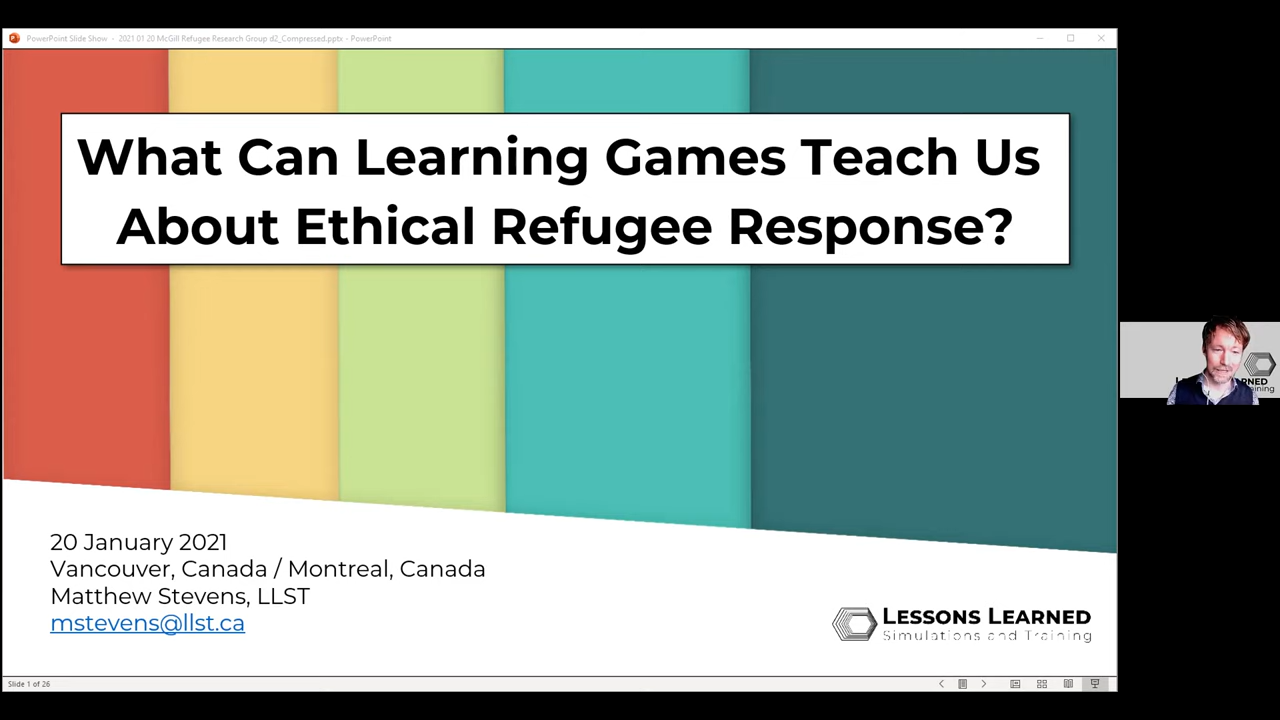 PowerPoint Slide Show - 2021 01 20 McGill Refugee Research Group d2_Compressed.pptx - PowerPoint
What Can Learning Games Teach Us
About Ethical Refugee Response?
20 January 2021
Vancouver, Canada / Montreal, Canada
Matthew Stevens, LLST
mstevens@llst.ca
LESSONS LEARNED
Simulations and Training
Slide 1 of 26